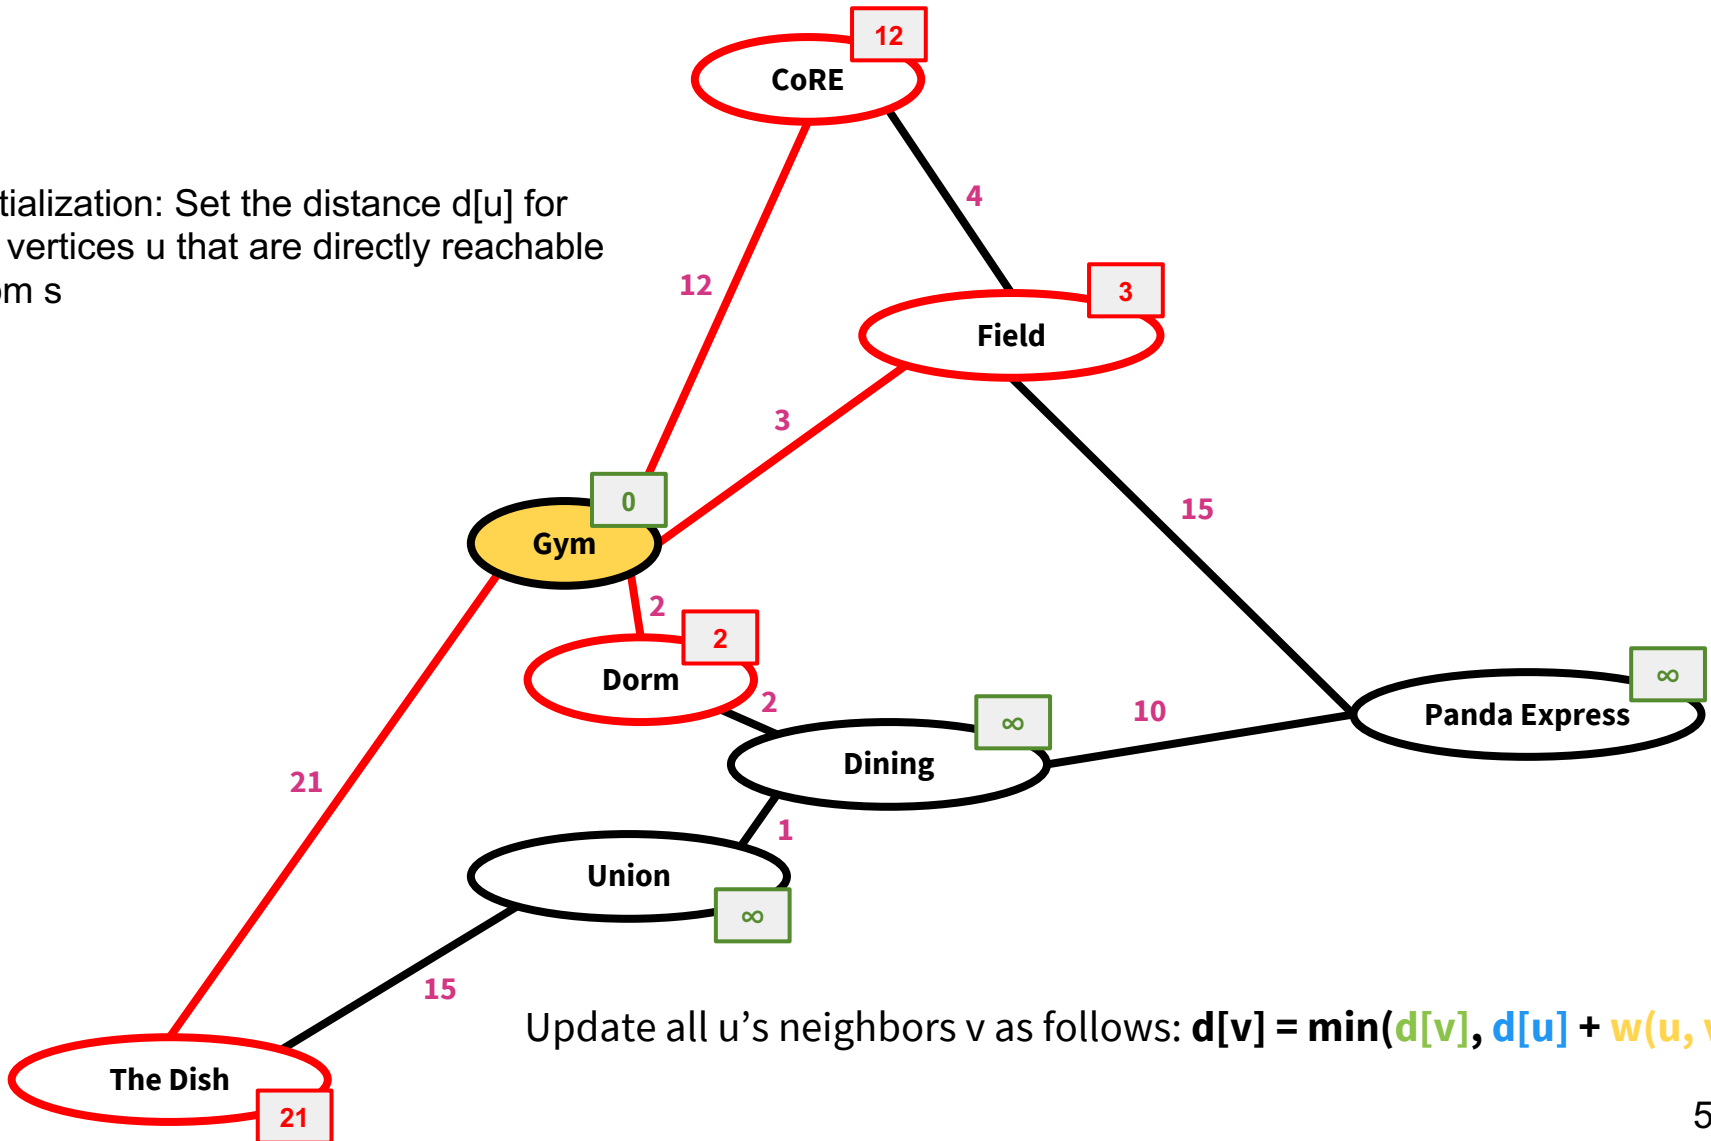 12
CoRE
4
tialization: Set the distance d[u] for
vertices u that are directly reachable
om s
12
3
Field
3
0
Gym
15
2
2
Dorm
2
∞
10
∞
Panda Express
Dining
21
1
Union
∞
15
Update all u's neighbors v as follows: d[v] = min(d[v], d[u] + w(u, v
The Dish
21
5